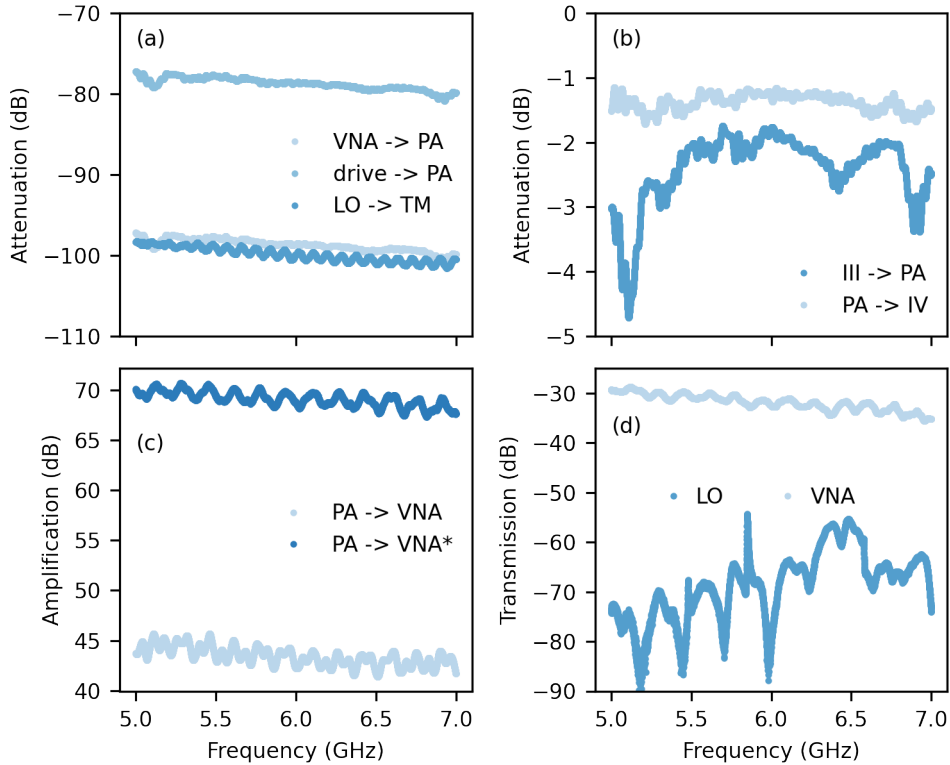 −70
−80
−90
−100
−110
Attenuation (dB)
(a)
VNA -> PA
drive -> PA
LO -> TM
0
−1
−2
−3
−4
−5
Attenuation (dB)
(b)
III -> PA
PA -> IV
70
65
60
55
50
45
40
Amplification (dB)
(c)
PA -> VNA
PA -> VNA*
5.0 5.5 6.0 6.5 7.0
Frequency (GHz)
−30
−40
−50
−60
−70
−80
−90
Transmission (dB)
(d)
LO VNA
5.0 5.5 6.0 6.5 7.0
Frequency (GHz)